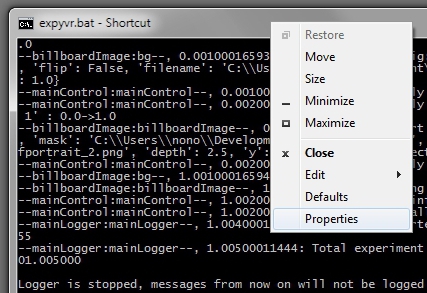 expyvr.bat - Shortcut
.0
--billboardImage:bg--, 0.00100016593
, 'flip': False, 'filename': 'C:\\Us
: 1.0}
--mainControl:mainControl--, 0.00100
--mainControl:mainControl--, 0.00200
1' : 0.0->1.0
--billboardImage:billboardImage--, 0
, 'mask': 'C:\\Users\\nono\\Developm
fportrait_2.png', 'depth': 2.5, 'y':
--billboardImage:bg--, 1.00100016594
--billboardImage:billboardImage--, 1
--mainControl:mainControl--, 1.00200
--mainControl:mainControl--, 1.00200
--mainLogger:mainLogger--, 1.0040001
55
--mainLogger:mainLogger--, 1.00500011444: Total experiment
01.005000
Logger is stopped, messages from now on will not be logged
Restore
Move
Size
Minimize
Maximize
Close
Edit
Defaults
Properties